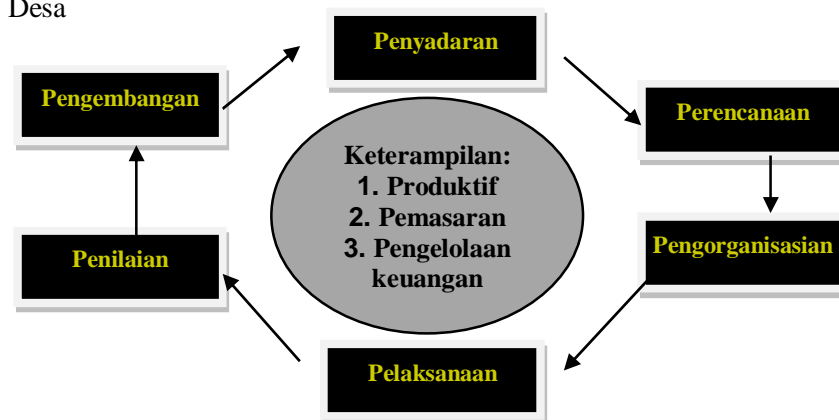 Desa
Penyadaran
Pengembangan
Perencanaan
Keterampilan:
1. Produktif
2. Pemasaran
3. Pengelolaan
keuangan
Pengorganisasian
Penilaian
Pelaksanaan